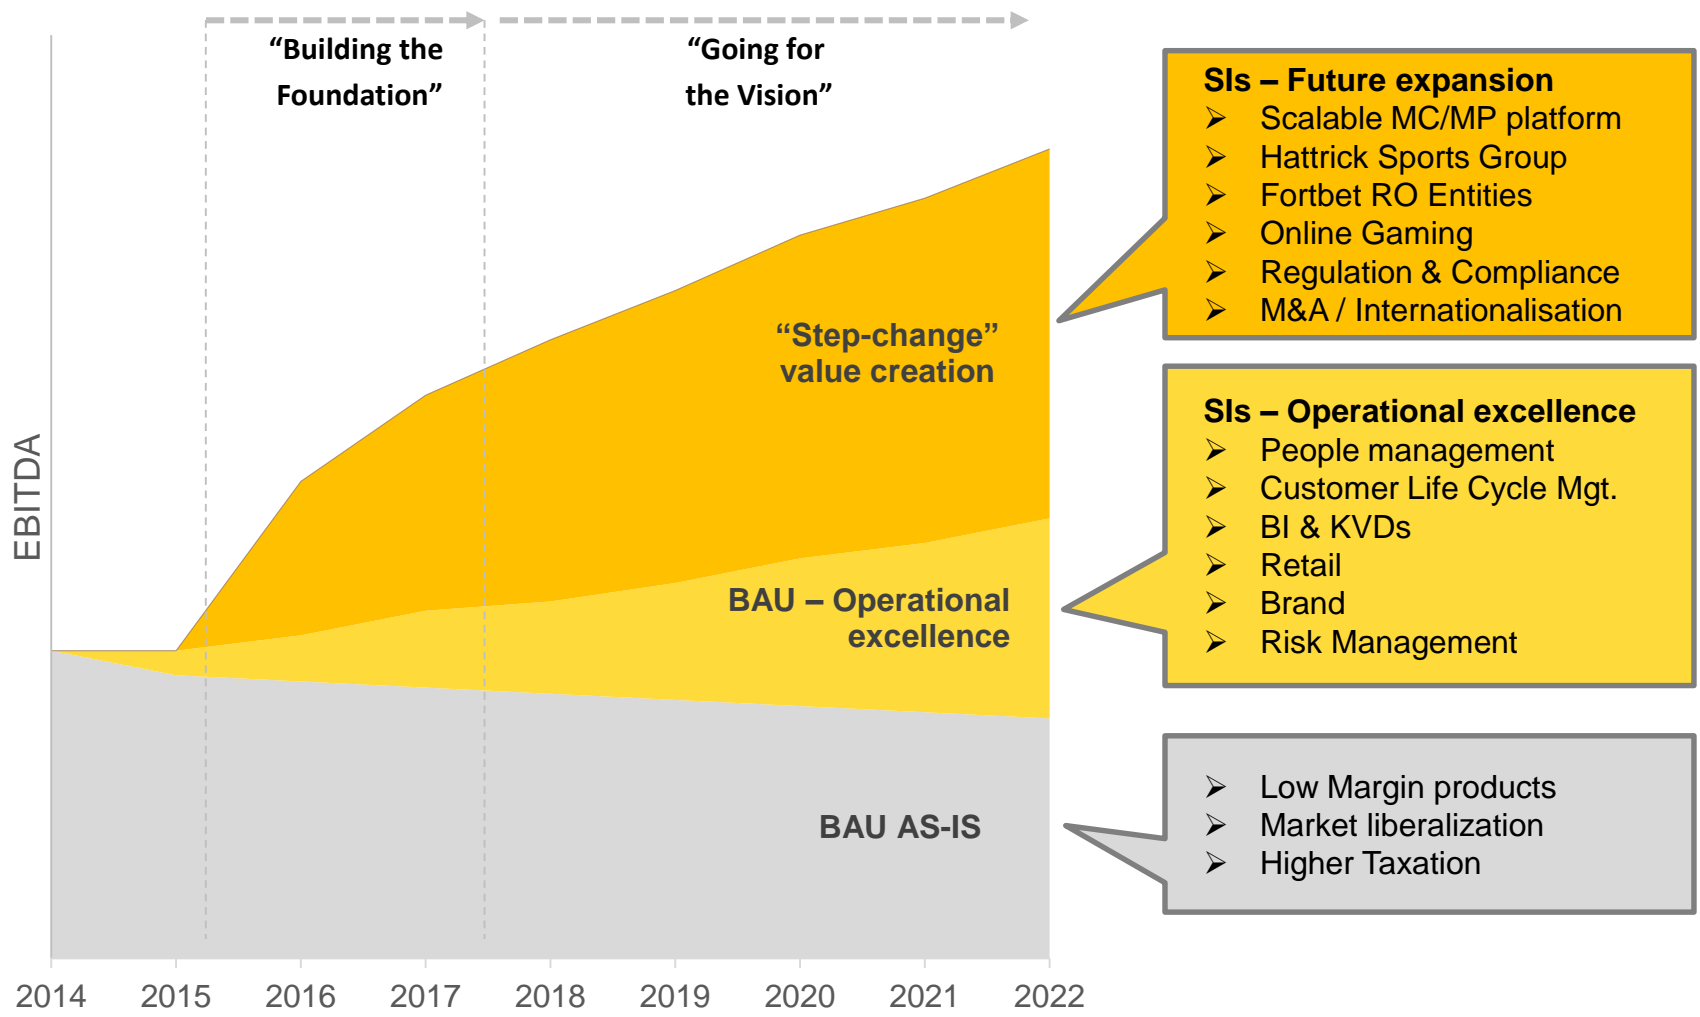 “Building the
Foundation”
“Going for
the Vision”
EBITDA
“Step-change”
value creation
BAU – Operational
excellence
BAU AS-IS
2014
2015
2016
2017
2018
2019
2020
2021
2022
SIs – Future expansion
Scalable MC/MP platform
Hattrick Sports Group
Fortbet RO Entities
Online Gaming
Regulation & Compliance
M&A / Internationalisation
SIs – Operational excellence
People management
Customer Life Cycle Mgt.
BI & KVDs
Retail
Brand
Risk Management
Low Margin products
Market liberalization
Higher Taxation